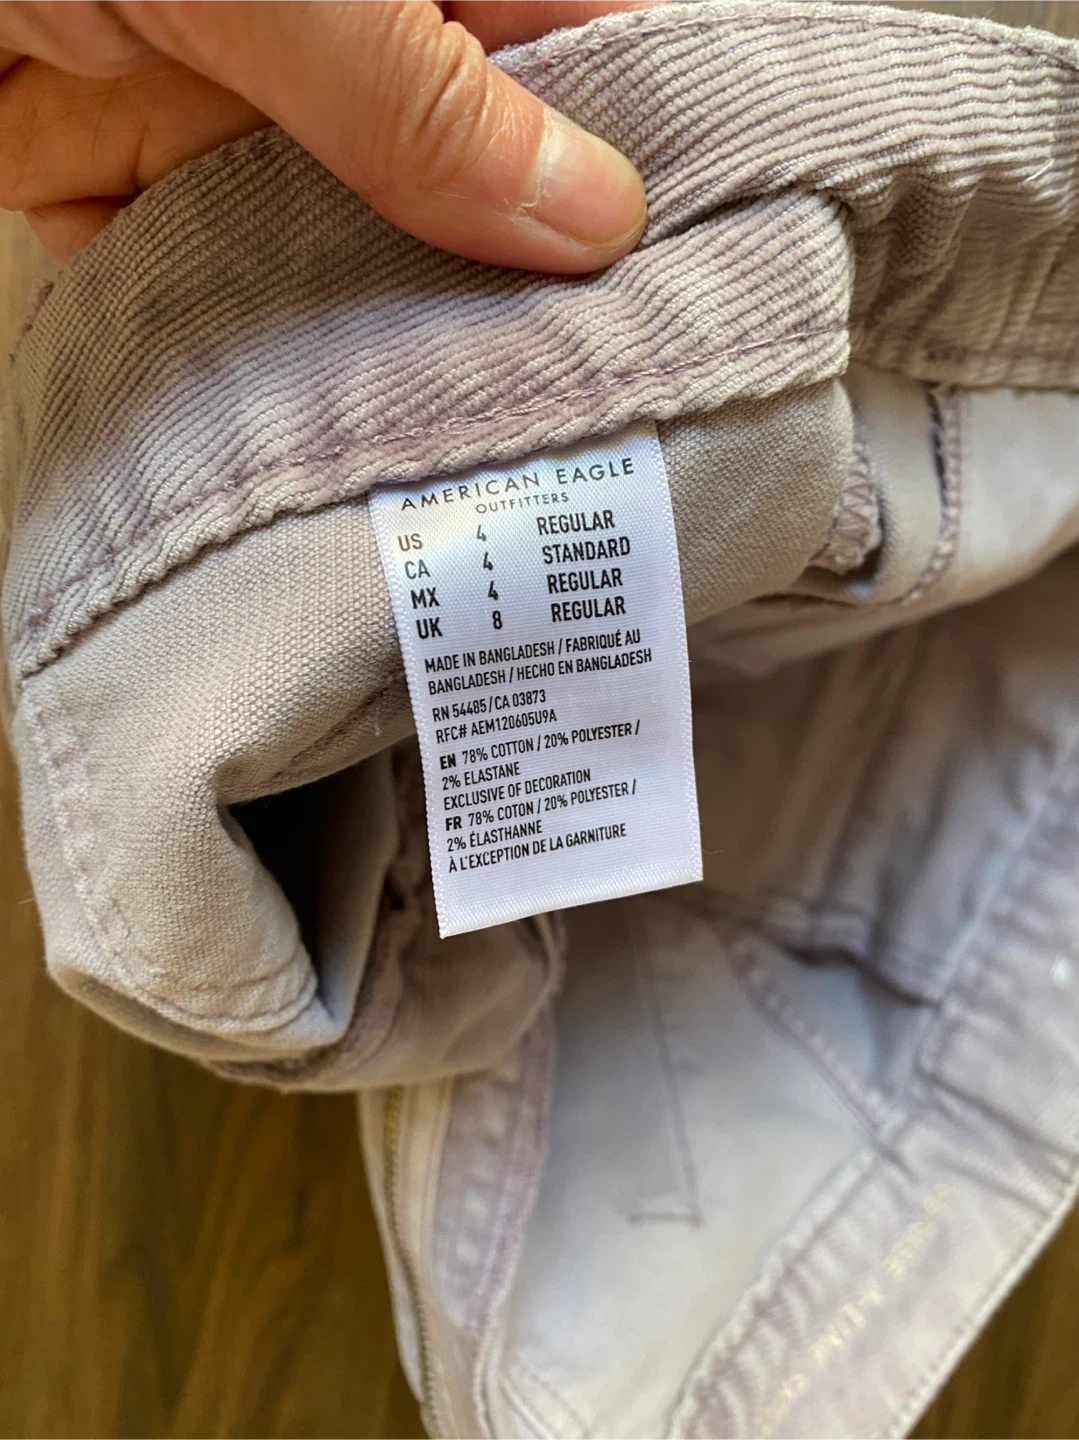 AMERICAN EAGLE
OUTFITTERS
US 4 REGULAR
CA 4 STANDARD
MX 4 REGULAR
UK 8 REGULAR
MADE IN BANGLADESH / FABRIQUÉ AU
BANGLADESH / HECHO EN BANGLADESH
RN 54485 / CA 03873
RFC# AEM120605U9A
EN 78% COTTON / 20% POLYESTER /
2% ELASTANE
EXCLUSIVE OF DECORATION
FR 78% COTON / 20% POLYESTER /
2% ÉLASTHANNE
À L'EXCEPTION DE LA GARNITURE